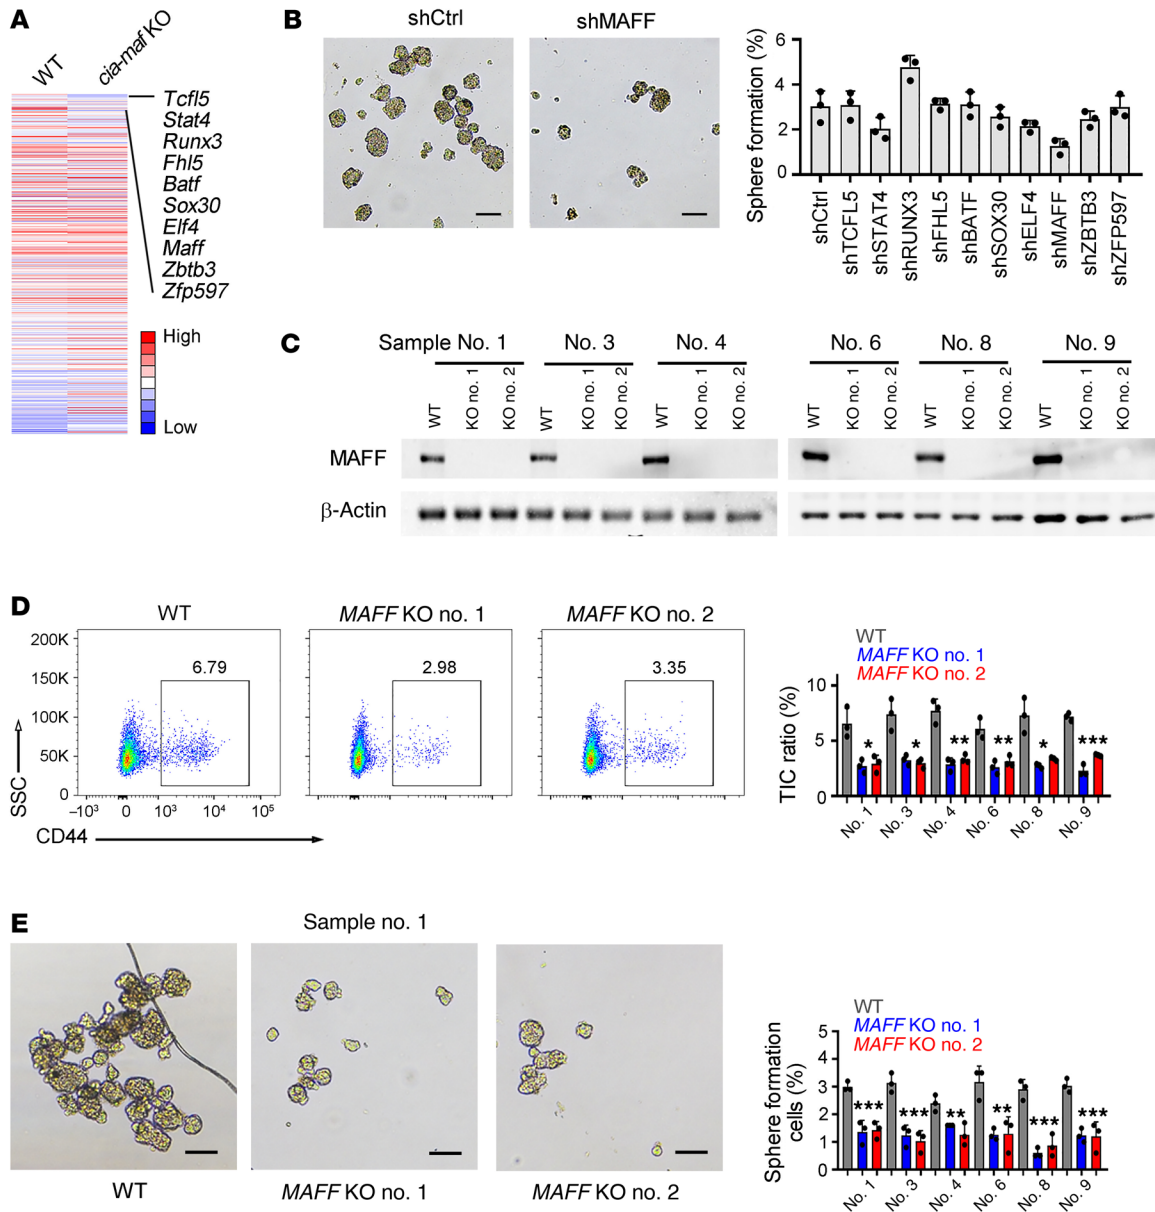 A
WT
cia-maf KO
Tcfl5
Stat4
Runx3
Fhl5
Batf
Sox30
Elf4
Maff
Zbtb3
Zfp597
High
Low
B
shCtrl
shMAFF
Sphere formation (%)
6
4
2
0
shCtrl
shTCFL5
shSTAT4
shRUNX3
shFHL5
shBATF
shSOX30
shELF4
shMAFF
shZBTB3
shZFP597
C
Sample No. 1 No. 3 No. 4 No. 6 No. 8 No. 9
WT KO no. 1 KO no. 2 WT KO no. 1 KO no. 2 WT KO no. 1 KO no. 2 WT KO no. 1 KO no. 2 WT KO no. 1 KO no. 2 WT KO no. 1 KO no. 2
MAFF
β-Actin
D
WT MAFF KO no. 1 MAFF KO no. 2
200K
150K
100K
50K
0
SSC
6.79
2.98
3.35
−10³ 0 10³ 10⁴ 10⁵
CD44
WT
MAFF KO no. 1
MAFF KO no. 2
TIC ratio (%)
10
5
0
* * ** ** * ***
No. 1 No. 3 No. 4 No. 6 No. 8 No. 9
E
Sample no. 1
WT MAFF KO no. 1 MAFF KO no. 2
WT
MAFF KO no. 1
MAFF KO no. 2
Sphere formation
cells (%)
5
4
3
2
1
0
*** *** ** ** *** ***
No. 1 No. 3 No. 4 No. 6 No. 8 No. 9